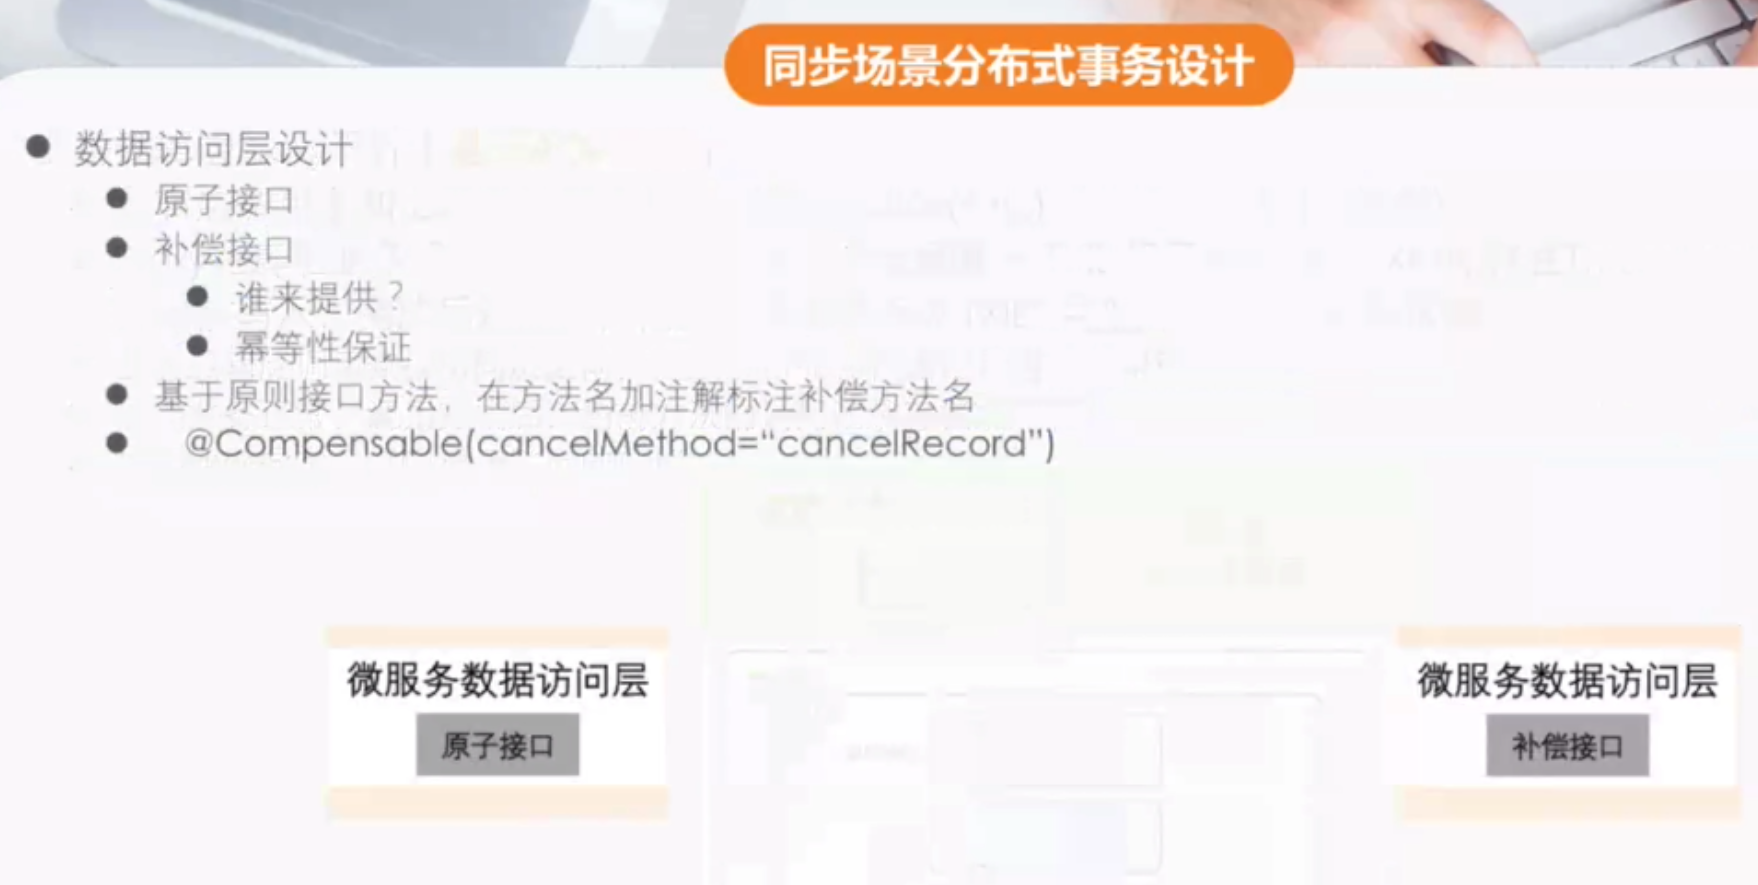 同步场景分布式事务设计
数据访问层设计
原子接口
补偿接口
谁来提供？
幂等性保证
基于原则接口方法，在方法名加注解标注补偿方法名
@Compensable(cancelMethod=“cancelRecord”)
微服务数据访问层
原子接口
微服务数据访问层
补偿接口